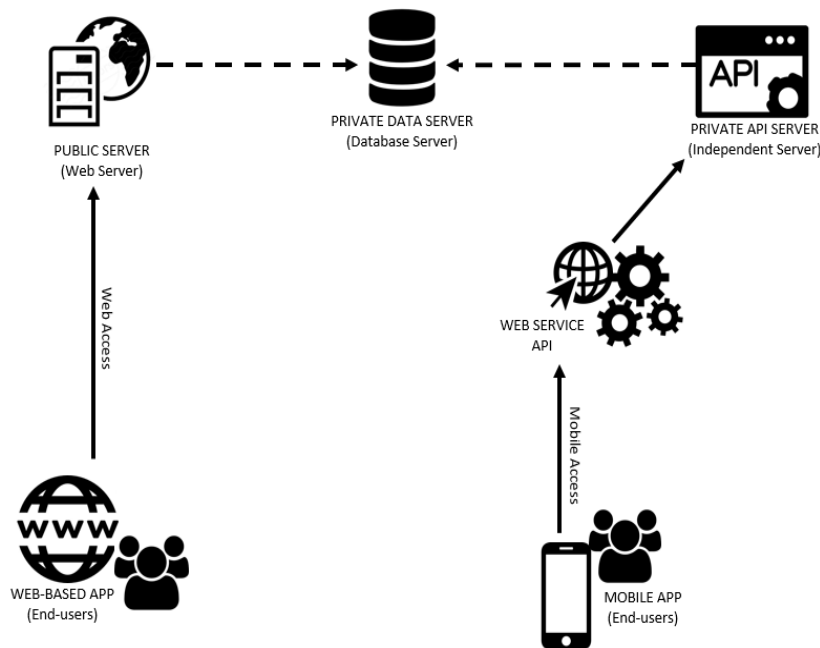 API
PRIVATE DATA SERVER
(Database Server)
PRIVATE API SERVER
(Independent Server)
PUBLIC SERVER
(Web Server)
Web Access
WEB SERVICE
API
Mobile Access
WWW
WEB-BASED APP
(End-users)
MOBILE APP
(End-users)